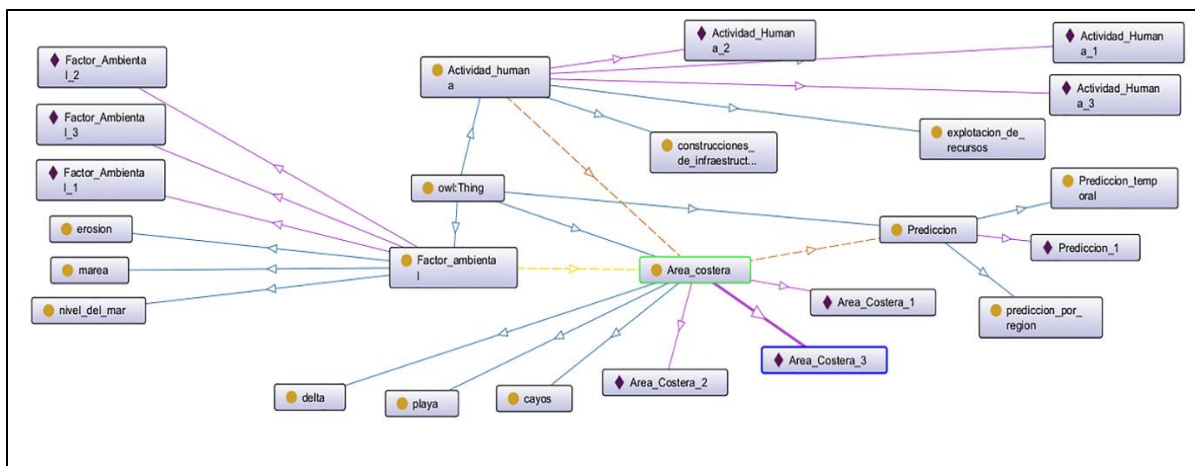 Factor_Ambienta
l_2
Factor_Ambienta
l_3
Factor_Ambienta
l_1
erosion
marea
nivel_del_mar
Actividad_human
a
owl:Thing
Factor_ambienta
l
Actividad_Human
a_2
Actividad_Human
a_1
Actividad_Human
a_3
construcciones_
de_infraestruct...
explotacion_de_
recursos
Prediccion_temp
oral
Prediccion
Prediccion_1
prediccion_por_
region
Area_costera
Area_Costera_1
Area_Costera_3
Area_Costera_2
delta
playa
cayos